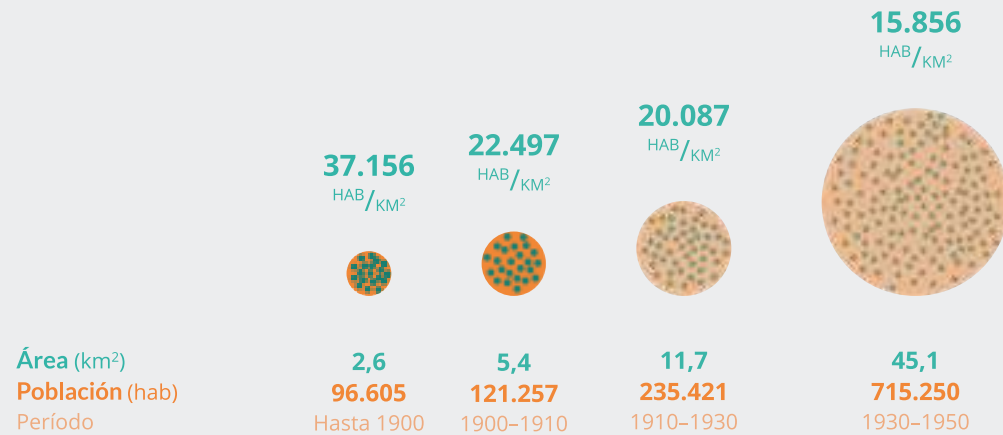 15.856
HAB/KM²
20.087
HAB/KM²
22.497
HAB/KM²
37.156
HAB/KM²
Área (km²) 2,6 5,4 11,7 45,1
Población (hab) 96.605 121.257 235.421 715.250
Período Hasta 1900 1900–1910 1910–1930 1930–1950